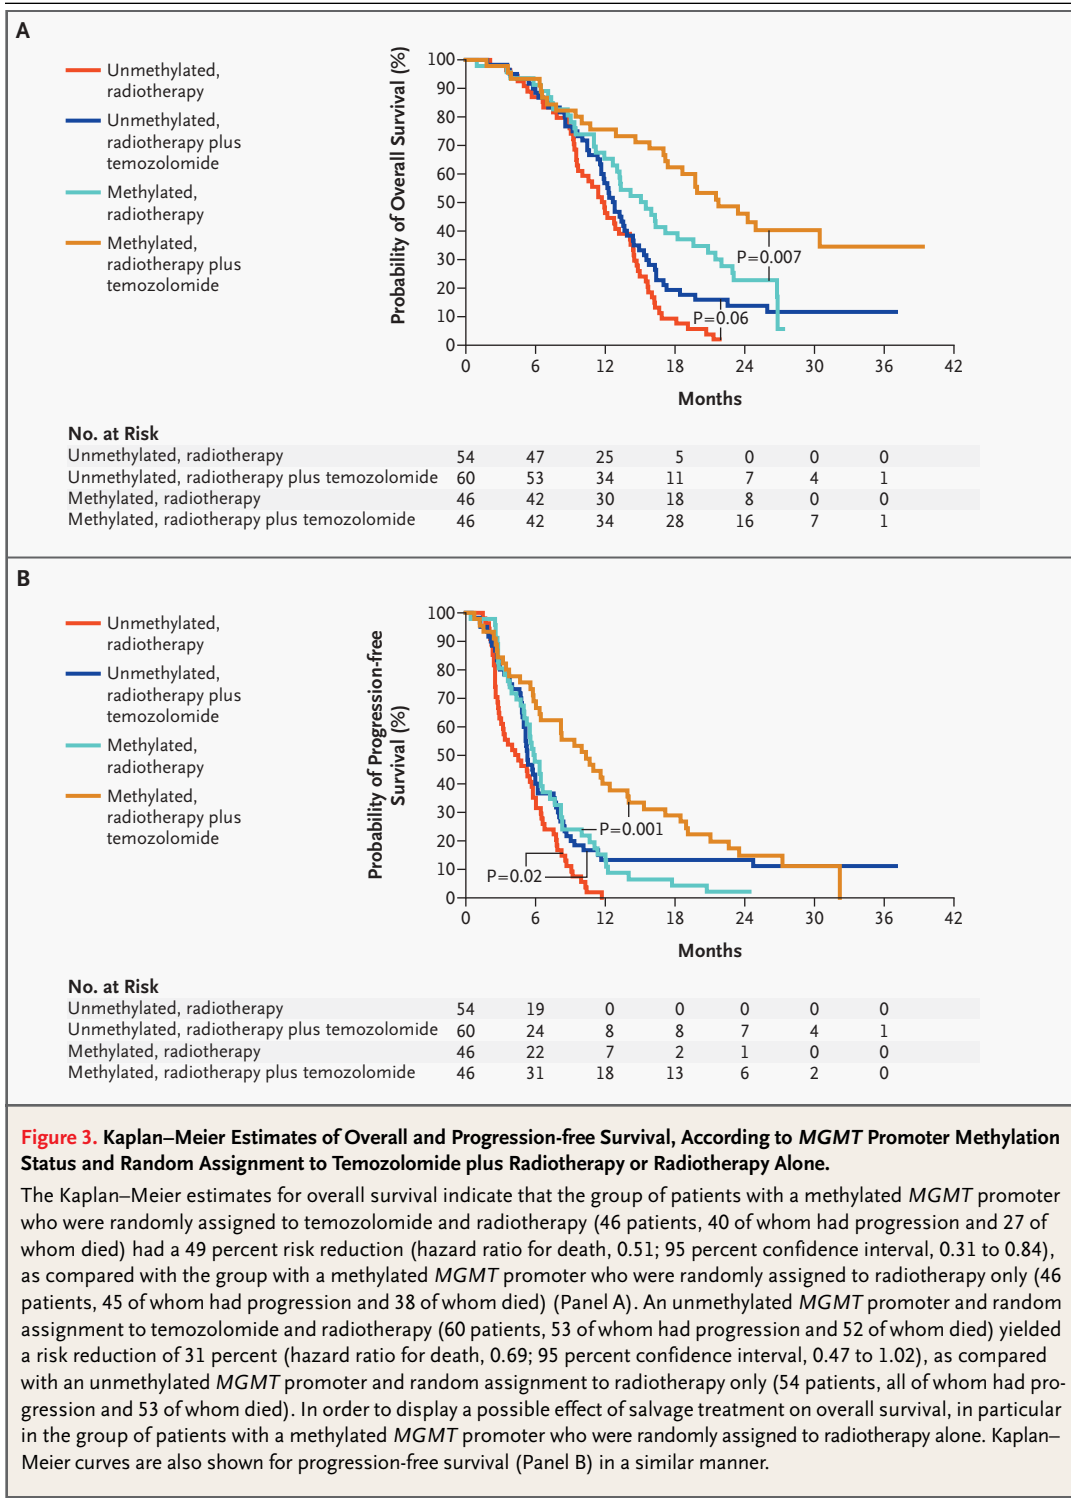 A
Unmethylated,
radiotherapy
Unmethylated,
radiotherapy plus
temozolomide
Methylated,
radiotherapy
Methylated,
radiotherapy plus
temozolomide
Probability of Overall Survival (%)
100
90
80
70
60
50
40
30
20
10
0
P=0.007
P=0.06
0 6 12 18 24 30 36 42
Months
No. at Risk
Unmethylated, radiotherapy 54 47 25 5 0 0 0
Unmethylated, radiotherapy plus temozolomide 60 53 34 11 7 4 1
Methylated, radiotherapy 46 42 30 18 8 0 0
Methylated, radiotherapy plus temozolomide 46 42 34 28 16 7 1
B
Unmethylated,
radiotherapy
Unmethylated,
radiotherapy plus
temozolomide
Methylated,
radiotherapy
Methylated,
radiotherapy plus
temozolomide
Probability of Progression-free
Survival (%)
100
90
80
70
60
50
40
30
20
10
0
P=0.001
P=0.02
0 6 12 18 24 30 36 42
Months
No. at Risk
Unmethylated, radiotherapy 54 19 0 0 0 0 0
Unmethylated, radiotherapy plus temozolomide 60 24 8 8 7 4 1
Methylated, radiotherapy 46 22 7 2 1 0 0
Methylated, radiotherapy plus temozolomide 46 31 18 13 6 2 0
Figure 3. Kaplan–Meier Estimates of Overall and Progression-free Survival, According to MGMT Promoter Methylation
Status and Random Assignment to Temozolomide plus Radiotherapy or Radiotherapy Alone.
The Kaplan–Meier estimates for overall survival indicate that the group of patients with a methylated MGMT promoter
who were randomly assigned to temozolomide and radiotherapy (46 patients, 40 of whom had progression and 27 of
whom died) had a 49 percent risk reduction (hazard ratio for death, 0.51; 95 percent confidence interval, 0.31 to 0.84),
as compared with the group with a methylated MGMT promoter who were randomly assigned to radiotherapy only (46
patients, 45 of whom had progression and 38 of whom died) (Panel A). An unmethylated MGMT promoter and random
assignment to temozolomide and radiotherapy (60 patients, 53 of whom had progression and 52 of whom died) yielded
a risk reduction of 31 percent (hazard ratio for death, 0.69; 95 percent confidence interval, 0.47 to 1.02), as compared
with an unmethylated MGMT promoter and random assignment to radiotherapy only (54 patients, all of whom had pro-
gression and 53 of whom died). In order to display a possible effect of salvage treatment on overall survival, in particular
in the group of patients with a methylated MGMT promoter who were randomly assigned to radiotherapy alone. Kaplan–
Meier curves are also shown for progression-free survival (Panel B) in a similar manner.